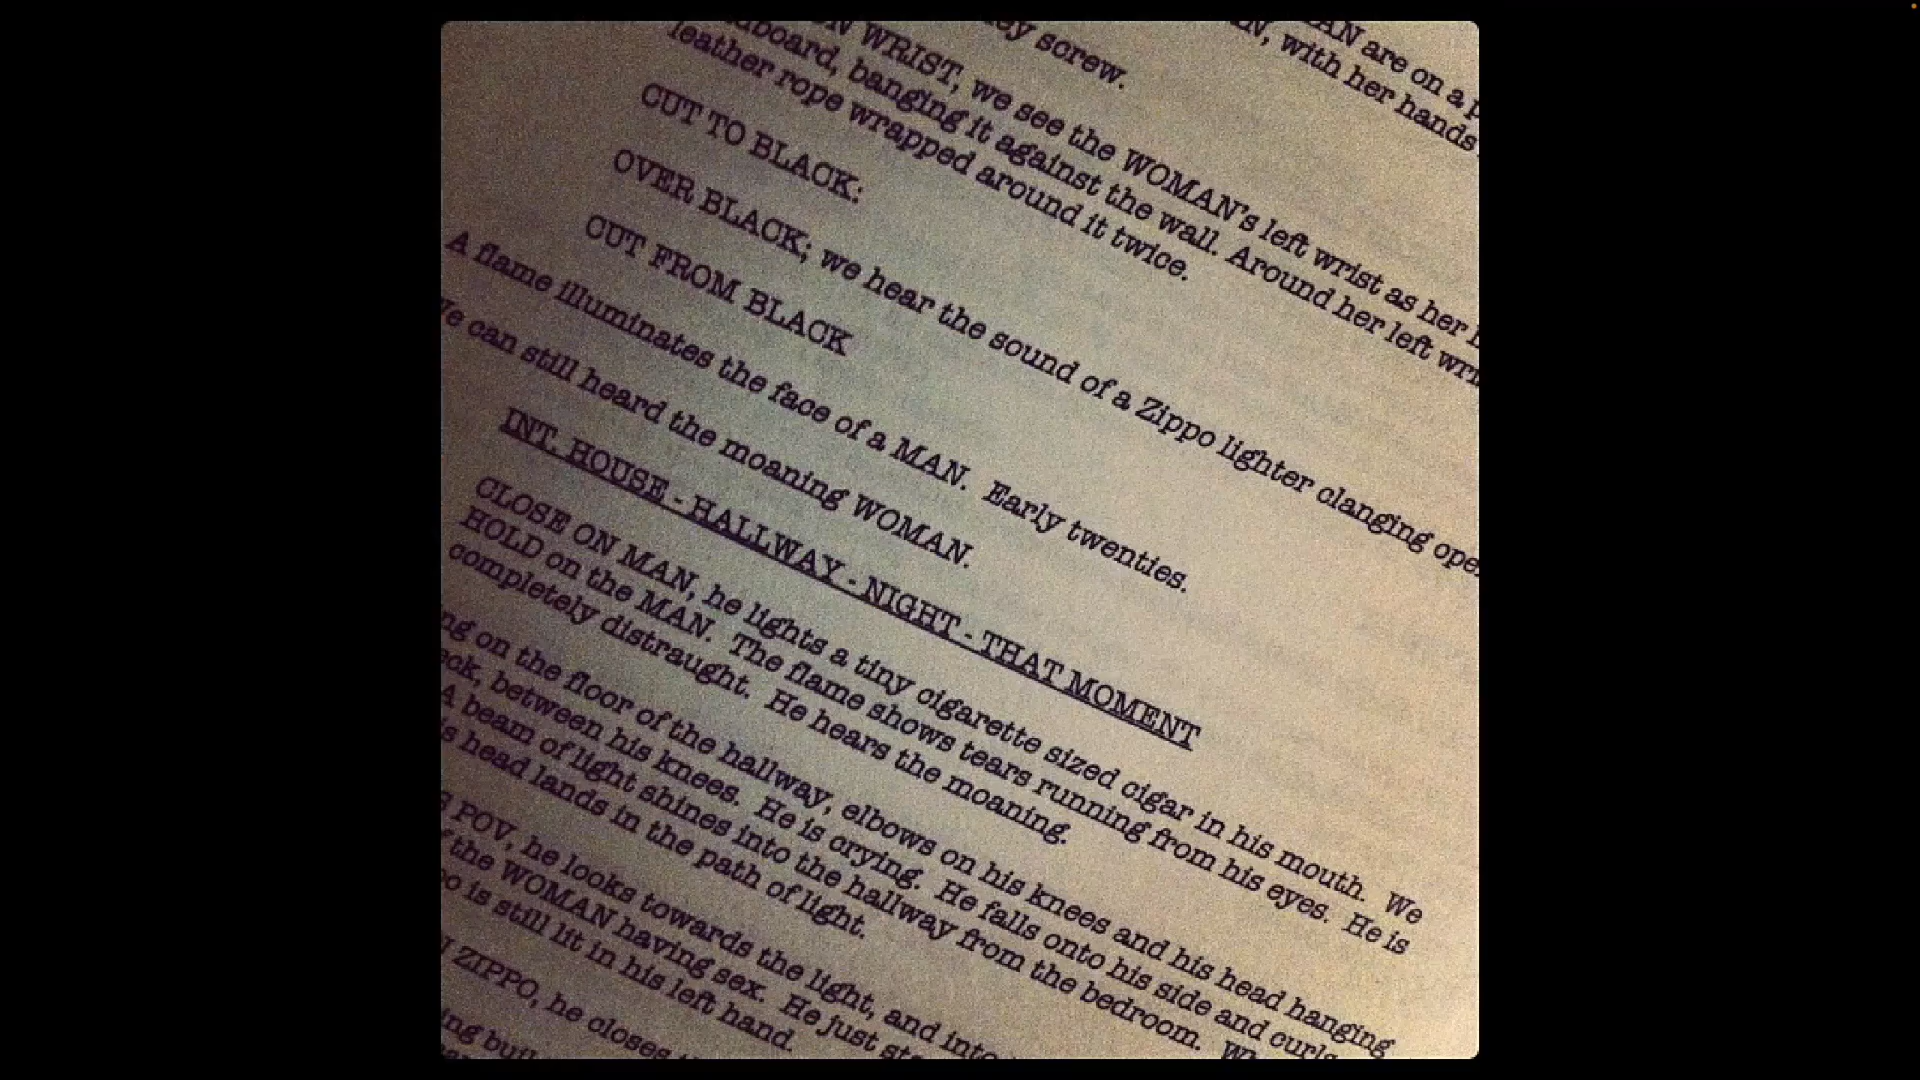 AN are on a
N, with her hands
ey screw.
ON WRIST, we see the WOMAN's left wrist as her
dboard, banging it against the wall. Around her left wri
leather rope wrapped around it twice.
CUT TO BLACK:
OVER BLACK; we hear the sound of a Zippo lighter clanging ope
CUT FROM BLACK
A flame illuminates the face of a MAN. Early twenties.
e can still heard the moaning WOMAN.
INT. HOUSE - HALLWAY - NIGHT - THAT MOMENT
CLOSE ON MAN, he lights a tiny cigarette sized cigar in his mouth. We
HOLD on the MAN. The flame shows tears running from his eyes. He is
completely distraught. He hears the moaning.
ng on the floor of the hallway, elbows on his knees and his head hanging
ck, between his knees. He is crying. He falls onto his side and curls
A beam of light shines into the hallway from the bedroom.
s head lands in the path of light.
POV, he looks towards the light, and into
the WOMAN having sex. He just
o is still lit in his left hand.
ZIPPO, he closes
ing